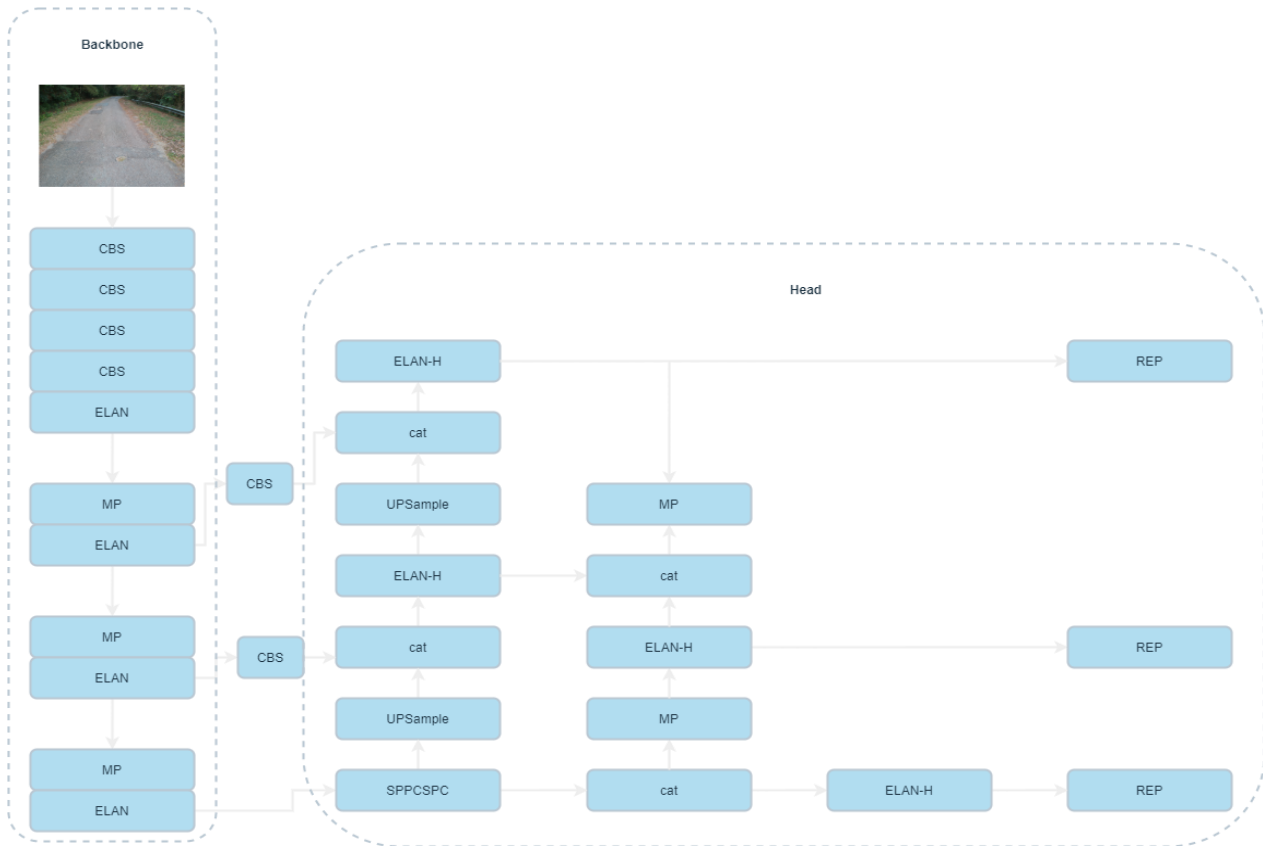 Backbone
CBS
CBS
CBS
CBS
ELAN
MP
ELAN
MP
ELAN
MP
ELAN
CBS
CBS
Head
ELAN-H
REP
cat
UPSample
MP
ELAN-H
cat
cat
ELAN-H
REP
UPSample
MP
SPPCSPC
cat
ELAN-H
REP